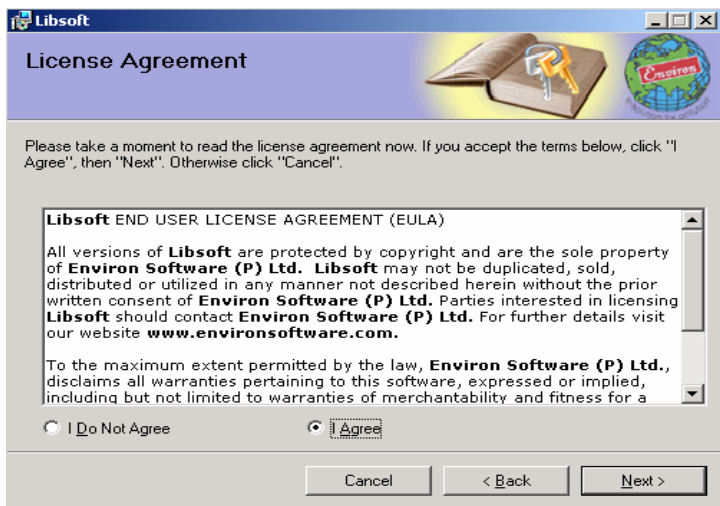 Libsoft
License Agreement
Environ
Please take a moment to read the license agreement now. If you accept the terms below, click "I
Agree", then "Next". Otherwise click "Cancel".
Libsoft END USER LICENSE AGREEMENT (EULA)
All versions of Libsoft are protected by copyright and are the sole property
of Environ Software (P) Ltd. Libsoft may not be duplicated, sold,
distributed or utilized in any manner not described herein without the prior
written consent of Environ Software (P) Ltd. Parties interested in licensing
Libsoft should contact Environ Software (P) Ltd. For further details visit
our website www.environsoftware.com.
To the maximum extent permitted by the law, Environ Software (P) Ltd.,
disclaims all warranties pertaining to this software, expressed or implied,
including but not limited to warranties of merchantability and fitness for a
I Do Not Agree
I Agree
Cancel
< Back
Next >